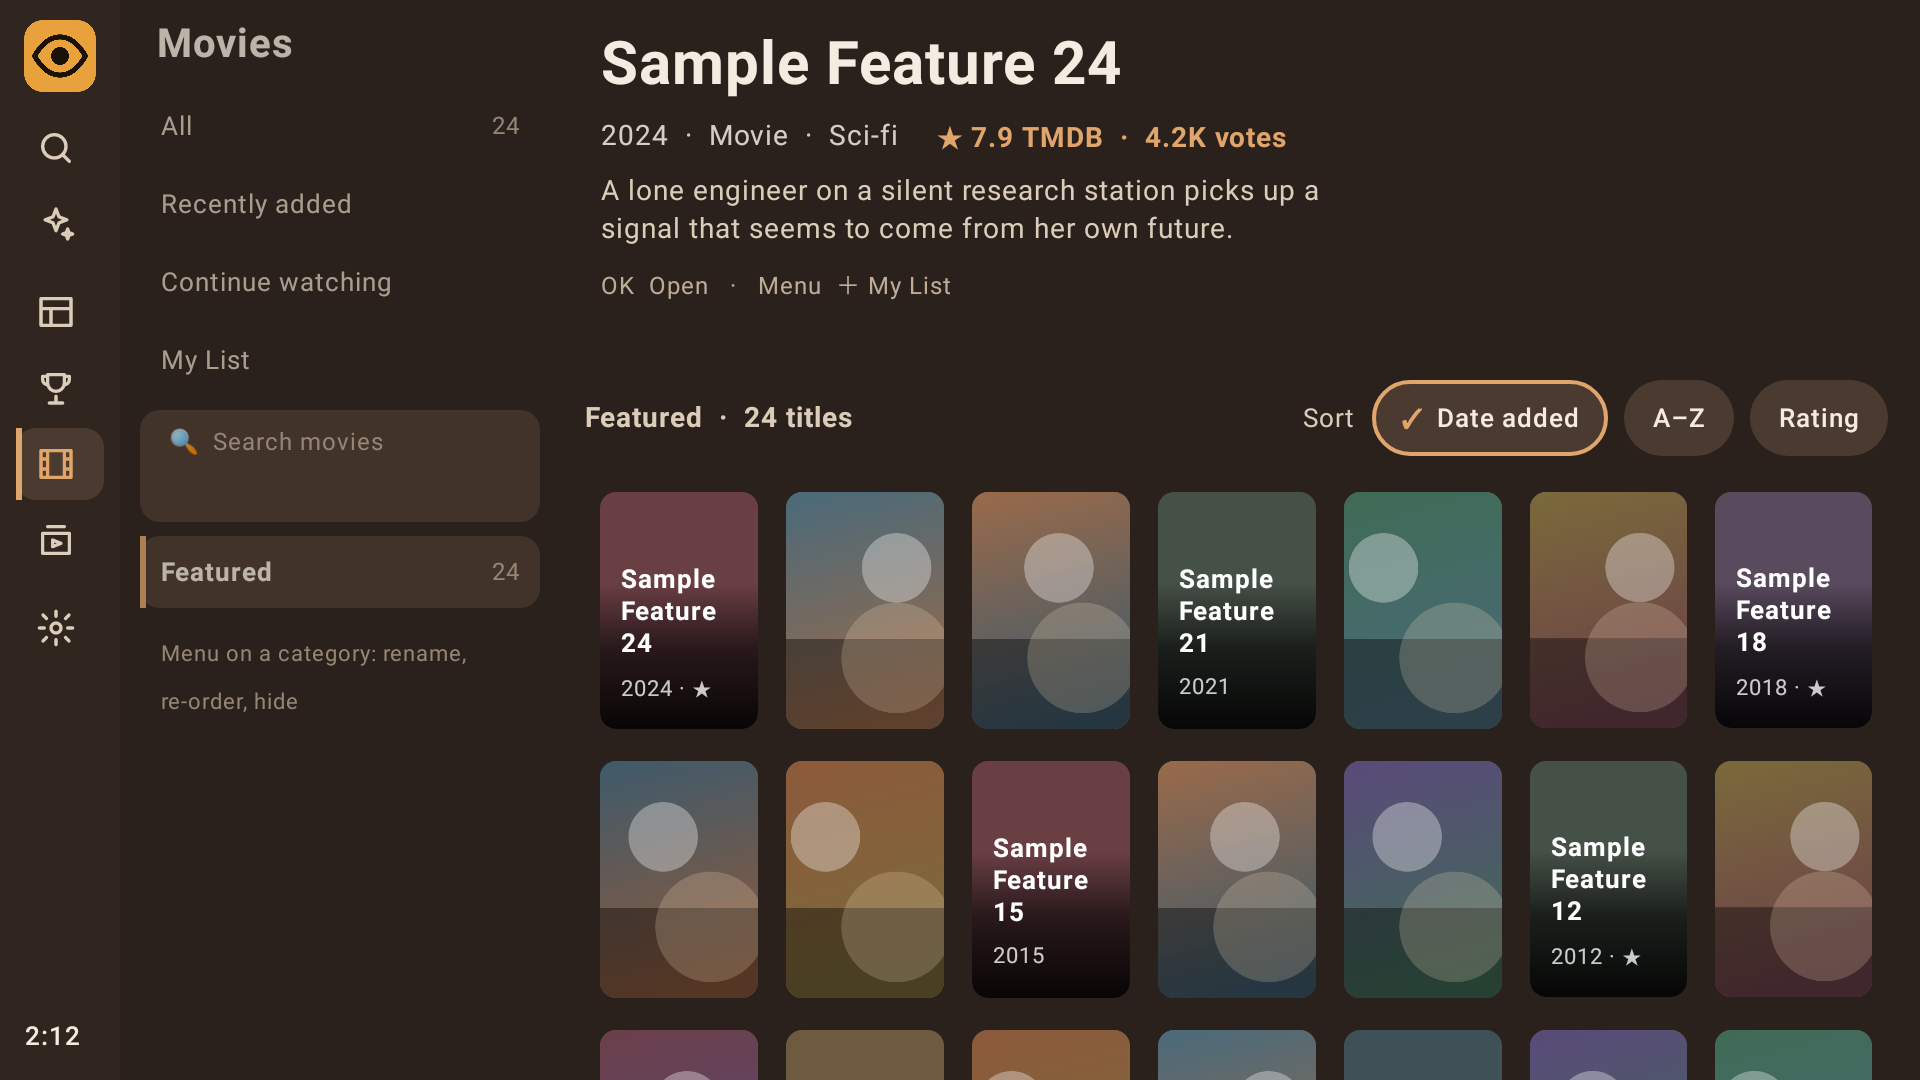 Movies
All 24
Recently added
Continue watching
My List
🔍 Search movies
Featured 24
Menu on a category: rename,
re-order, hide
2:12
Sample Feature 24
2024 · Movie · Sci-fi ★ 7.9 TMDB · 4.2K votes
A lone engineer on a silent research station picks up a
signal that seems to come from her own future.
OK Open · Menu + My List
Featured · 24 titles
Sort ✓ Date added A–Z Rating
Sample
Feature
24
2024 · ★
Sample
Feature
21
2021
Sample
Feature
18
2018 · ★
Sample
Feature
15
2015
Sample
Feature
12
2012 · ★